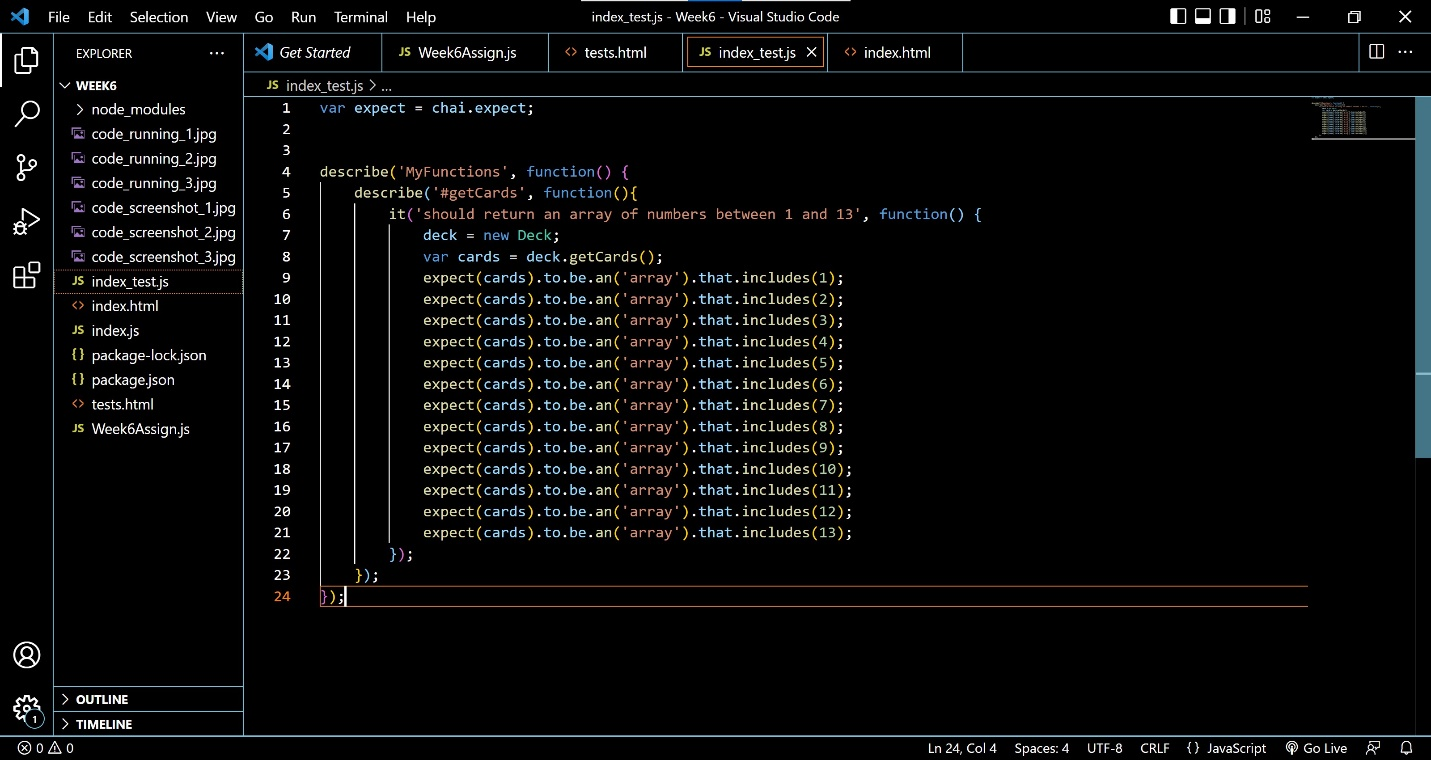 File Edit Selection View Go Run Terminal Help index_test.js - Week6 - Visual Studio Code
EXPLORER ...
Get Started JS Week6Assign.js <> tests.html JS index_test.js <> index.html ...
WEEK6
node_modules
code_running_1.jpg
code_running_2.jpg
code_running_3.jpg
code_screenshot_1.jpg
code_screenshot_2.jpg
code_screenshot_3.jpg
JS index_test.js
<> index.html
JS index.js
{} package-lock.json
{} package.json
<> tests.html
JS Week6Assign.js
OUTLINE
TIMELINE
JS index_test.js > ...
1 var expect = chai.expect;
2
3
4 describe('MyFunctions', function() {
5 describe('#getCards', function(){
6 it('should return an array of numbers between 1 and 13', function() {
7 deck = new Deck;
8 var cards = deck.getCards();
9 expect(cards).to.be.an('array').that.includes(1);
10 expect(cards).to.be.an('array').that.includes(2);
11 expect(cards).to.be.an('array').that.includes(3);
12 expect(cards).to.be.an('array').that.includes(4);
13 expect(cards).to.be.an('array').that.includes(5);
14 expect(cards).to.be.an('array').that.includes(6);
15 expect(cards).to.be.an('array').that.includes(7);
16 expect(cards).to.be.an('array').that.includes(8);
17 expect(cards).to.be.an('array').that.includes(9);
18 expect(cards).to.be.an('array').that.includes(10);
19 expect(cards).to.be.an('array').that.includes(11);
20 expect(cards).to.be.an('array').that.includes(12);
21 expect(cards).to.be.an('array').that.includes(13);
22 });
23 });
24 });
1
0 0 Ln 24, Col 4 Spaces: 4 UTF-8 CRLF {} JavaScript Go Live